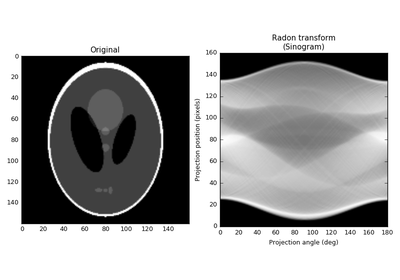 Original
0
20
40
60
80
100
120
140
0 20 40 60 80 100 120 140
Radon transform
(Sinogram)
160
140
120
100
80
60
40
20
0
Projection position (pixels)
0 20 40 60 80 100 120 140 160 180
Projection angle (deg)